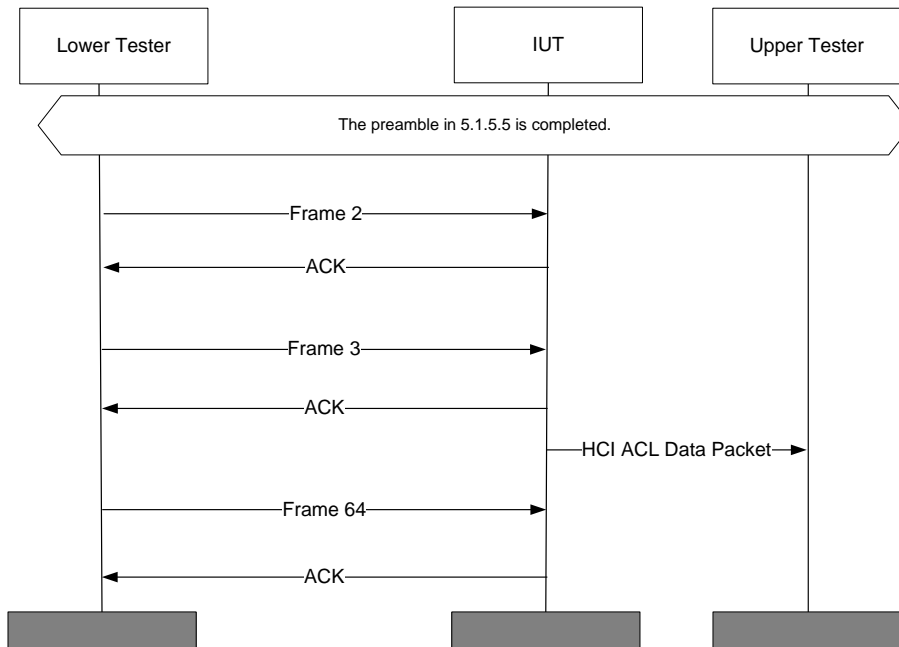 Lower Tester
IUT
Upper Tester
The preamble in 5.1.5.5 is completed.
Frame 2
ACK
Frame 3
ACK
HCI ACL Data Packet
Frame 64
ACK